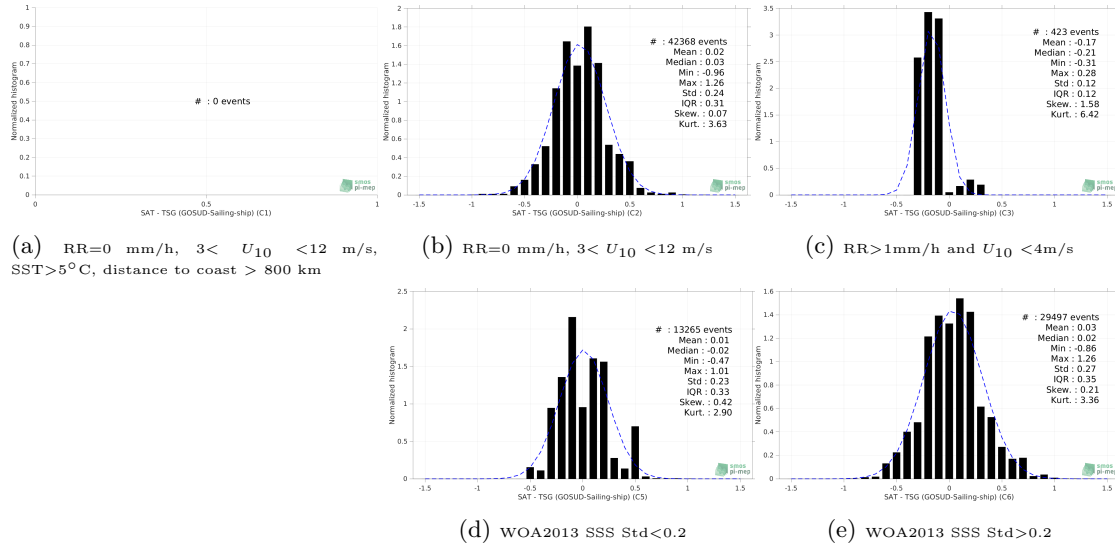 # : 0 events
Normalized histogram
0
0.1
0.2
0.3
0.4
0.5
0.6
0.7
0.8
0.9
1
0
0.5
1
SAT - TSG (GOSUD-Sailing-ship) (C1)
smos
pi-mep
(a) RR=0 mm/h, 3< U10 <12 m/s,
SST>5°C, distance to coast > 800 km
# : 42368 events
Mean : 0.02
Median : 0.03
Min : -0.96
Max : 1.26
Std : 0.24
IQR : 0.31
Skew. : 0.07
Kurt. : 3.63
Normalized histogram
0
0.2
0.4
0.6
0.8
1
1.2
1.4
1.6
1.8
2
-1.5
-1
-0.5
0
0.5
1
1.5
SAT - TSG (GOSUD-Sailing-ship) (C2)
smos
pi-mep
(b) RR=0 mm/h, 3< U10 <12 m/s
# : 423 events
Mean : -0.17
Median : -0.21
Min : -0.31
Max : 0.28
Std : 0.12
IQR : 0.12
Skew. : 1.58
Kurt. : 6.42
Normalized histogram
0
0.5
1
1.5
2
2.5
3
3.5
-1.5
-1
-0.5
0
0.5
1
1.5
SAT - TSG (GOSUD-Sailing-ship) (C3)
smos
pi-mep
(c) RR>1mm/h and U10 <4m/s
# : 13265 events
Mean : 0.01
Median : -0.02
Min : -0.47
Max : 1.01
Std : 0.23
IQR : 0.33
Skew. : 0.42
Kurt. : 2.90
Normalized histogram
0
0.5
1
1.5
2
2.5
-1.5
-1
-0.5
0
0.5
1
1.5
SAT - TSG (GOSUD-Sailing-ship) (C5)
smos
pi-mep
(d) WOA2013 SSS Std<0.2
# : 29497 events
Mean : 0.03
Median : 0.02
Min : -0.86
Max : 1.26
Std : 0.27
IQR : 0.35
Skew. : 0.21
Kurt. : 3.36
Normalized histogram
0
0.2
0.4
0.6
0.8
1
1.2
1.4
1.6
-1.5
-1
-0.5
0
0.5
1
1.5
SAT - TSG (GOSUD-Sailing-ship) (C6)
smos
pi-mep
(e) WOA2013 SSS Std>0.2